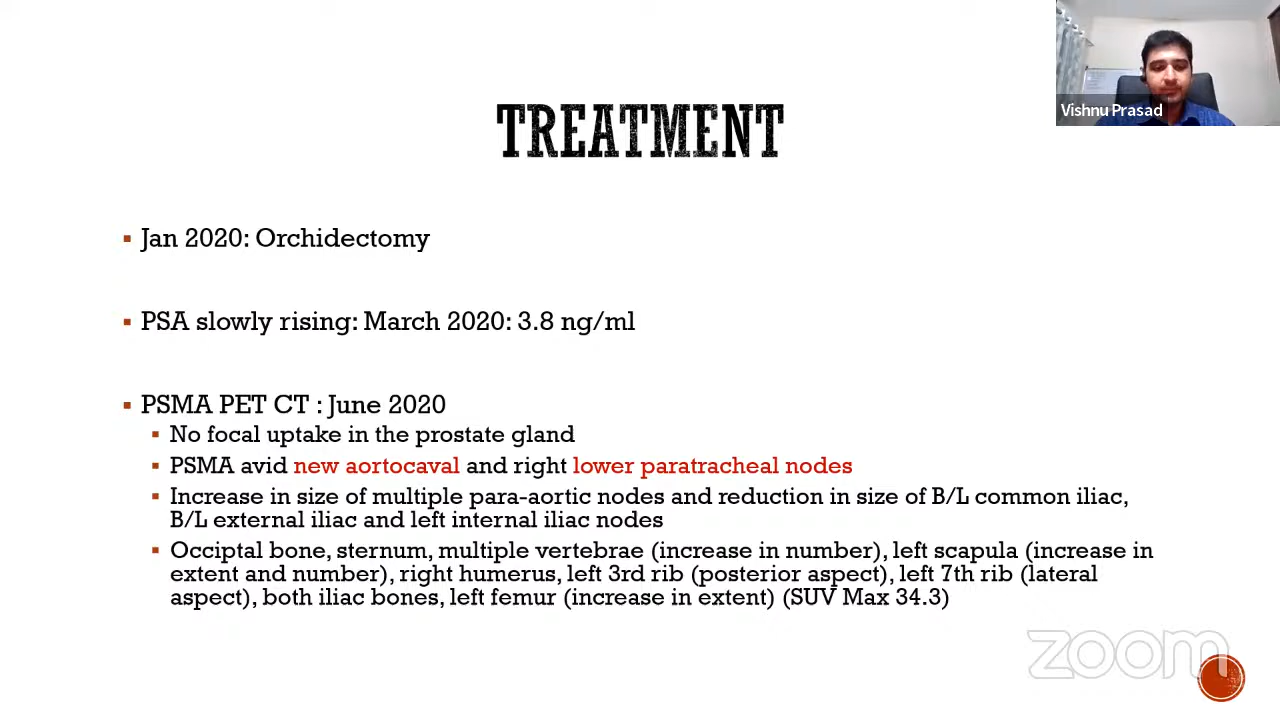 Vishnu Prasad
TREATMENT
Jan 2020: Orchidectomy
PSA slowly rising: March 2020: 3.8 ng/ml
PSMA PET CT : June 2020
No focal uptake in the prostate gland
PSMA avid new aortocaval and right lower paratracheal nodes
Increase in size of multiple para-aortic nodes and reduction in size of B/L common iliac,
B/L external iliac and left internal iliac nodes
Occiptal bone, sternum, multiple vertebrae (increase in number), left scapula (increase in
extent and number), right humerus, left 3rd rib (posterior aspect), left 7th rib (lateral
aspect), both iliac bones, left femur (increase in extent) (SUV Max 34.3)
zoom